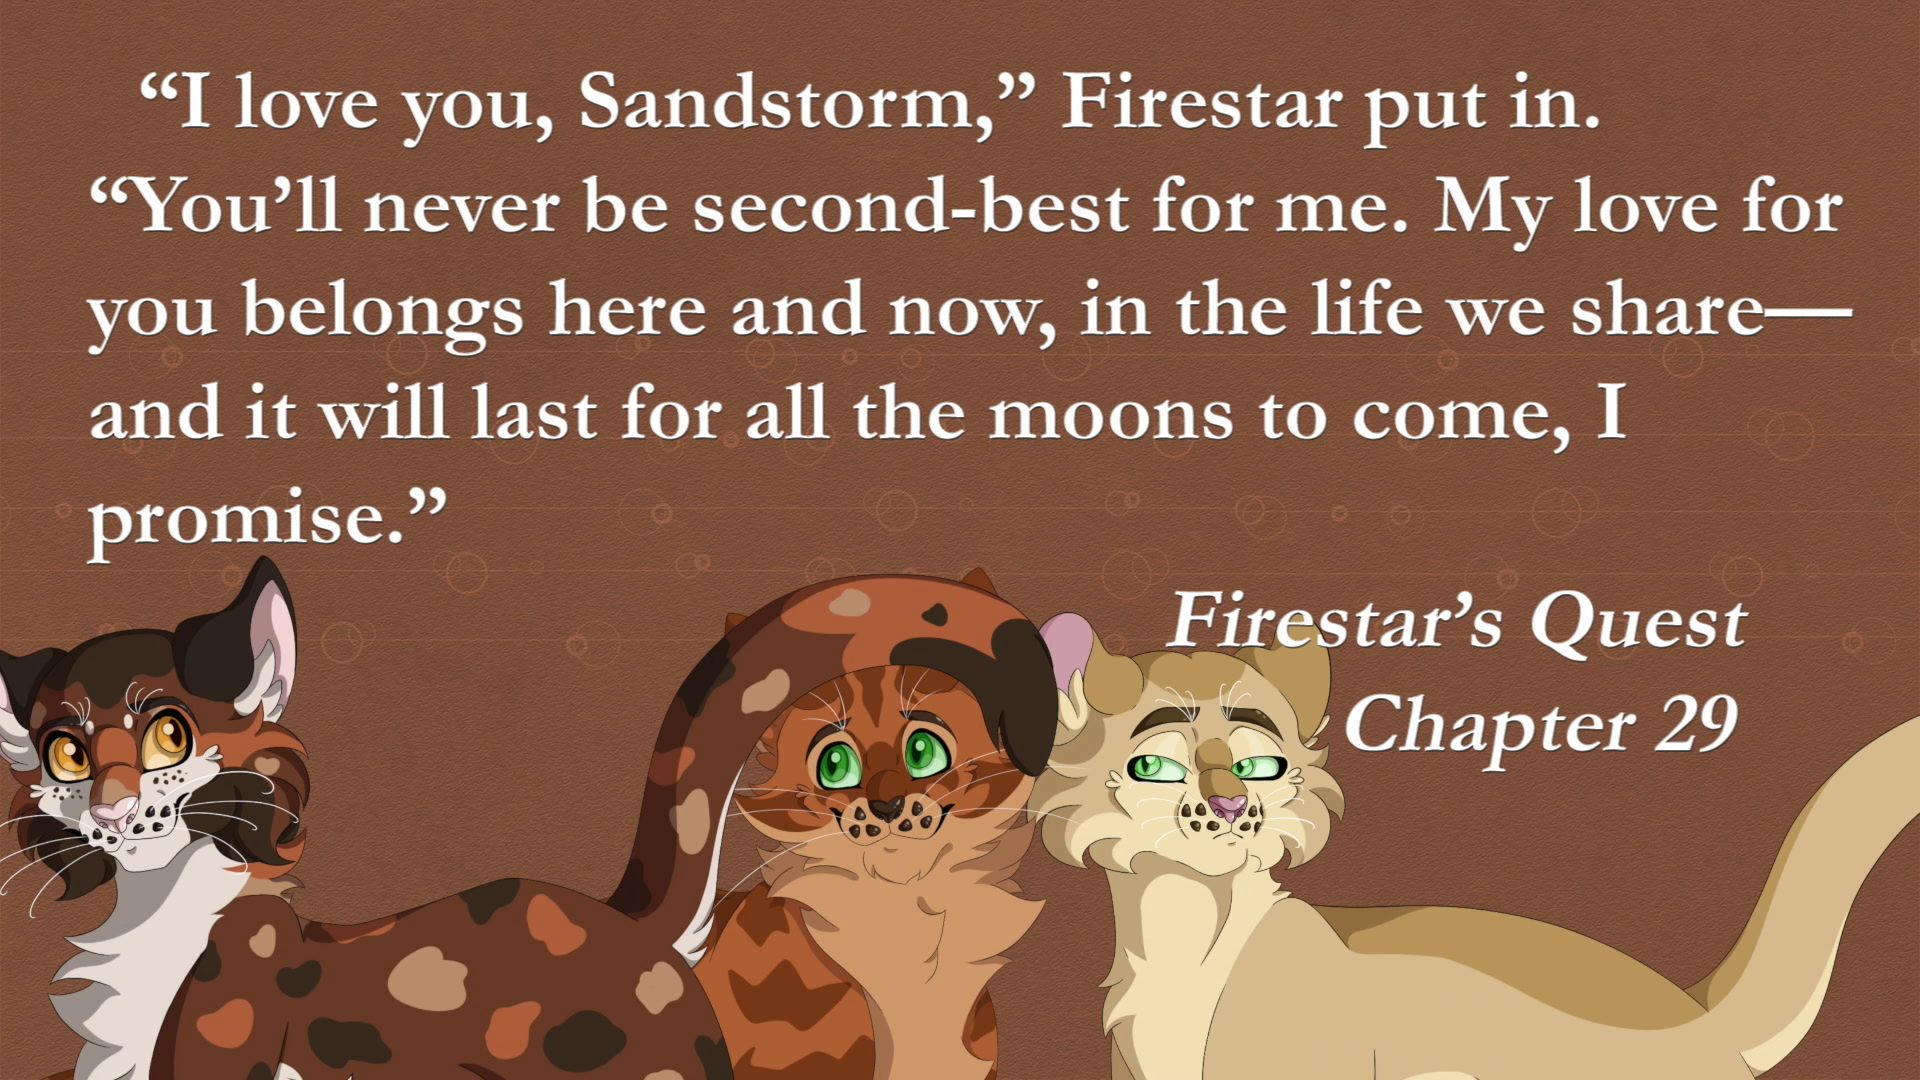 “I love you, Sandstorm,” Firestar put in.
“You’ll never be second-best for me. My love for
you belongs here and now, in the life we share—
and it will last for all the moons to come, I
promise.”
Firestar’s Quest
Chapter 29